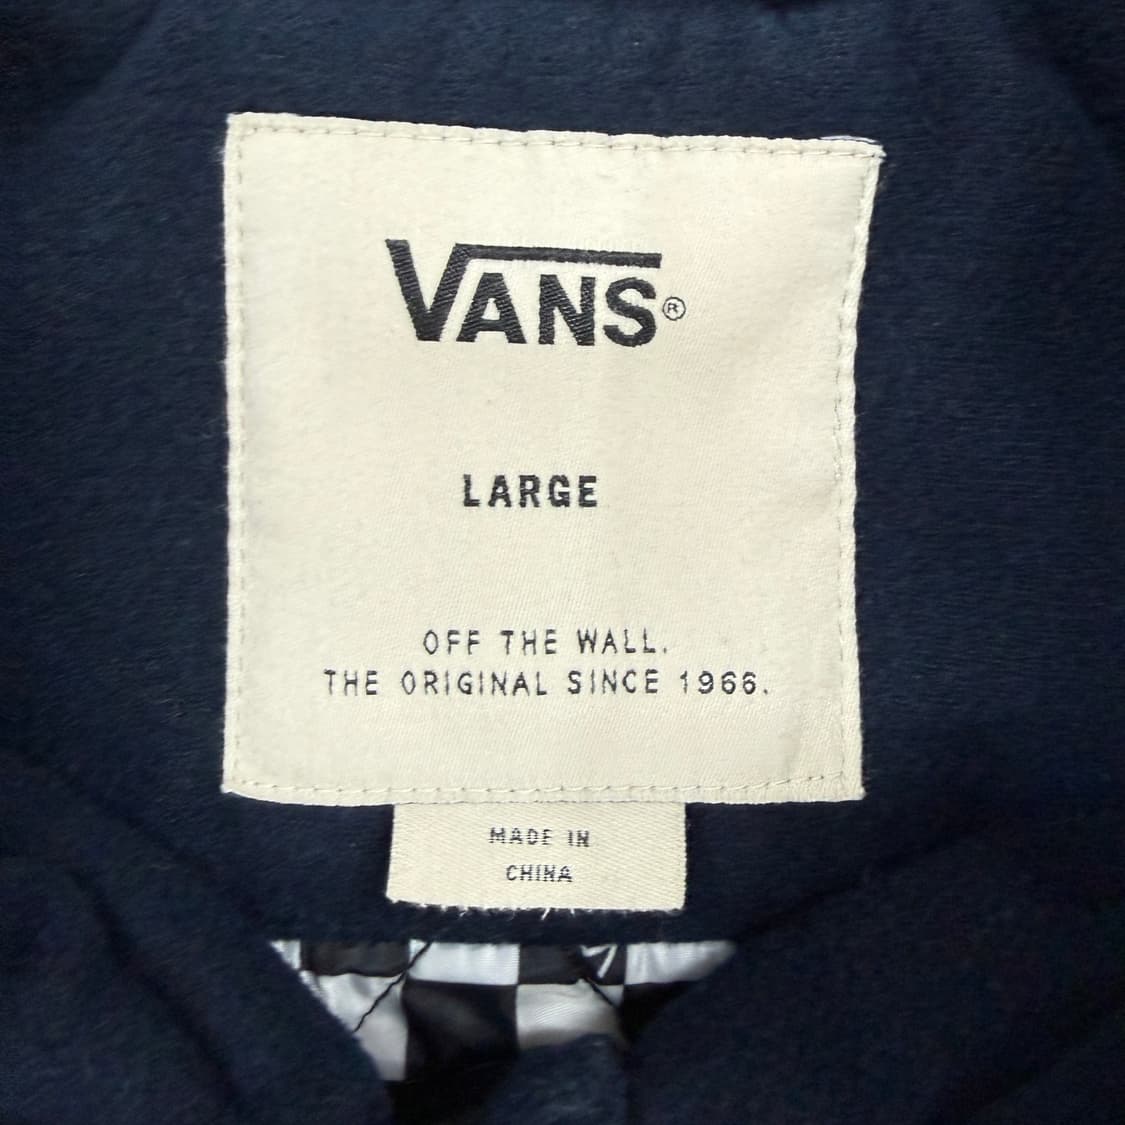 VANS®
LARGE
OFF THE WALL.
THE ORIGINAL SINCE 1966.
MADE IN
CHINA